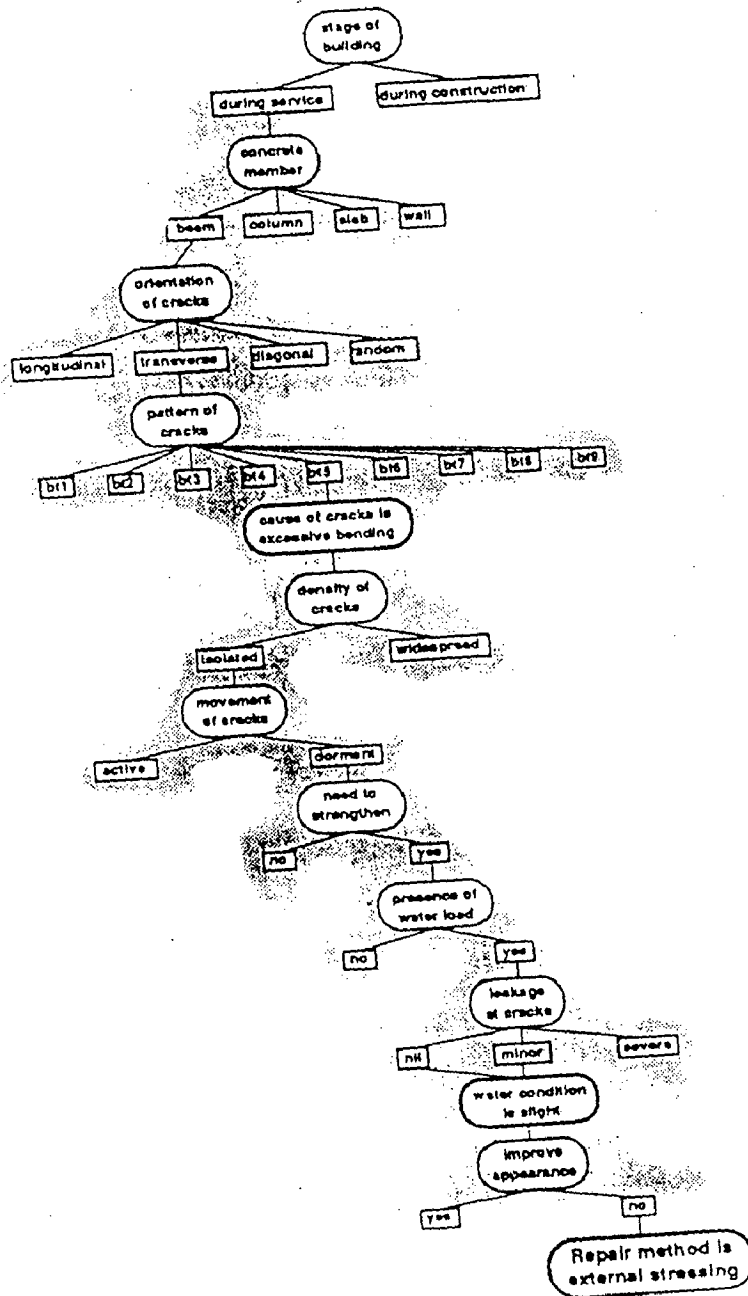 stage of
building
during service
during construction
concrete
member
beam
column
slab
wall
orientation
of cracks
longitudinal
transverse
diagonal
random
pattern of
cracks
bt1
bt2
bt3
bt4
bt5
bt6
bt7
bt8
bt9
cause of cracks is
excessive bending
density of
cracks
isolated
widespread
movement
of cracks
active
dormant
need to
strengthen
no
yes
presence of
water load
no
yes
leakage
at cracks
nil
minor
severe
water condition
is slight
improve
appearance
yes
no
Repair method is
external stressing